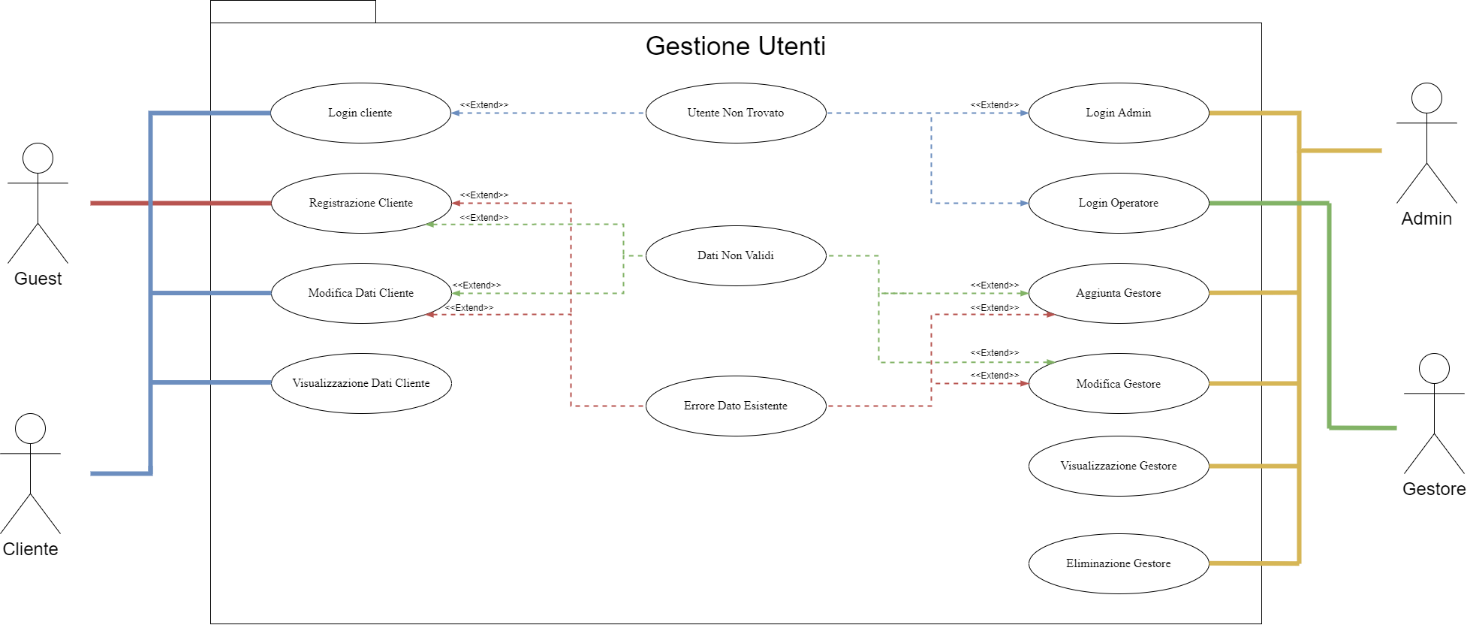 Gestione Utenti
Login cliente
<<Extend>>
Utente Non Trovato
<<Extend>>
Login Admin
Admin
Guest
Registrazione Cliente
<<Extend>>
<<Extend>>
Login Operatore
Dati Non Validi
Modifica Dati Cliente
<<Extend>>
<<Extend>>
<<Extend>>
<<Extend>>
Aggiunta Gestore
Visualizzazione Dati Cliente
Errore Dato Esistente
<<Extend>>
<<Extend>>
Modifica Gestore
Visualizzazione Gestore
Gestore
Cliente
Eliminazione Gestore